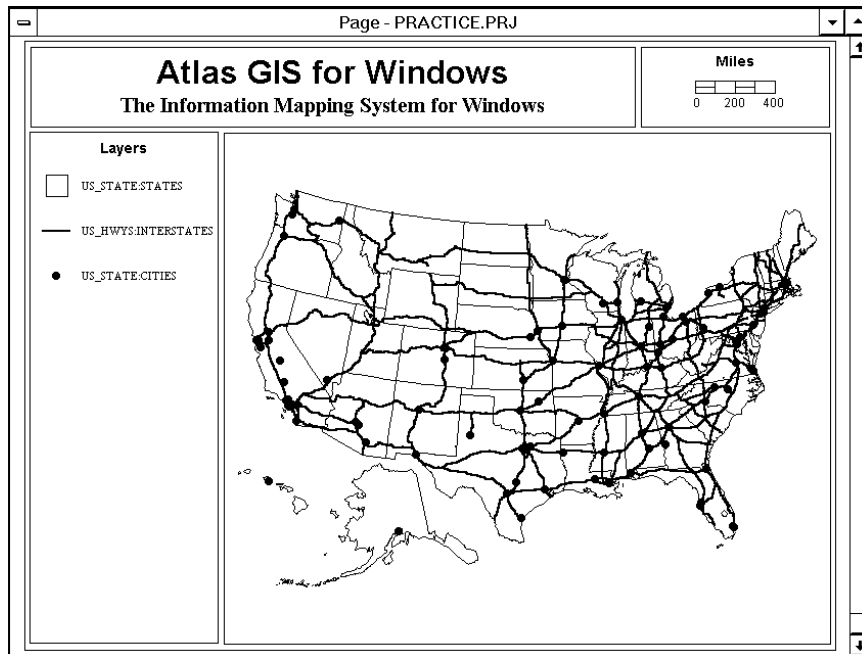 Page - PRACTICE.PRJ
Atlas GIS for Windows
The Information Mapping System for Windows
Miles
0 200 400
Layers
US_STATE:STATES
US_HWYS:INTERSTATES
US_STATE:CITIES